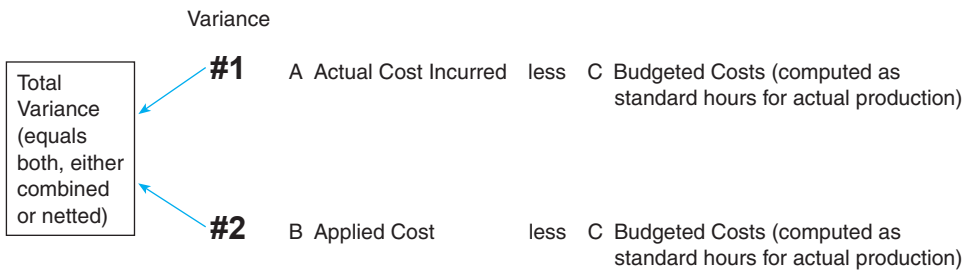 Variance
#1 A Actual Cost Incurred less C Budgeted Costs (computed as
standard hours for actual production)
Total
Variance
(equals
both, either
combined
or netted)
#2 B Applied Cost less C Budgeted Costs (computed as
standard hours for actual production)